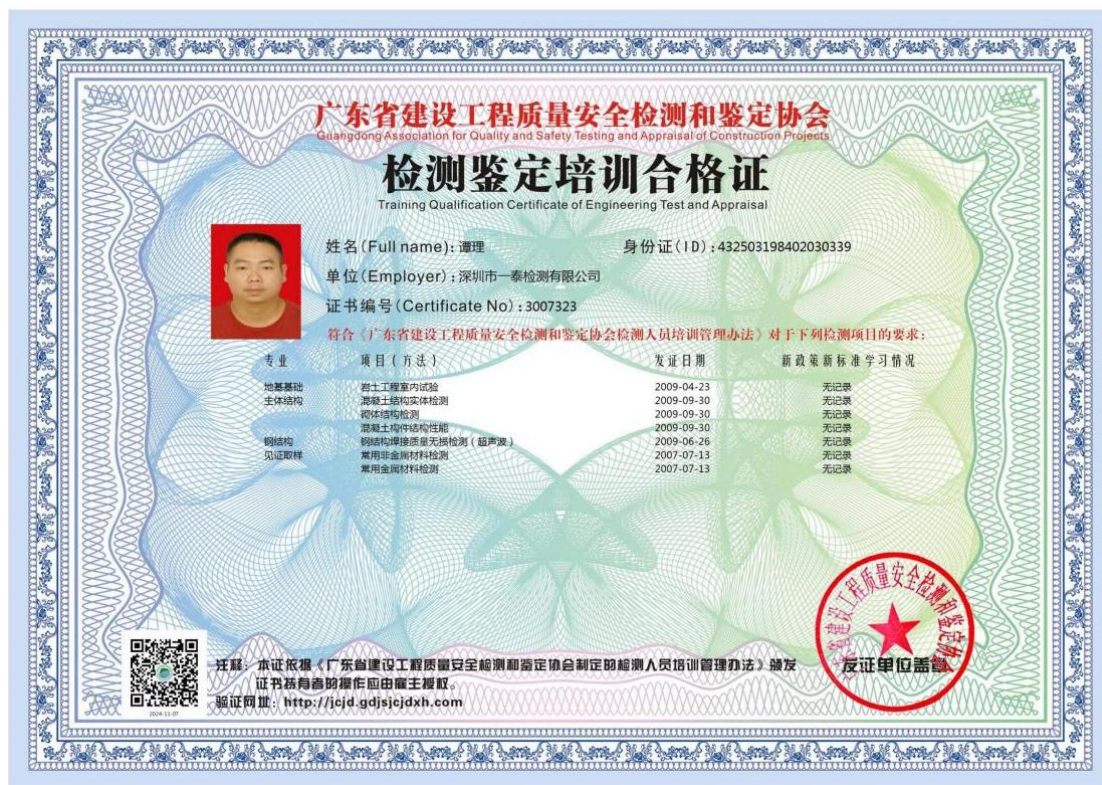 广东省建设工程质量安全检测和鉴定协会
Guangdong Association for Quality and Safety Testing and Appraisal of Construction Projects
检测鉴定培训合格证
Training Qualification Certificate of Engineering Test and Appraisal
姓名(Full name): 谭理 身份证(ID): 432503198402030339
单位(Employer): 深圳市一泰检测有限公司
证书编号(Certificate No): 3007323
符合《广东省建设工程质量安全检测和鉴定协会检测人员培训管理办法》对于下列检测项目的要求:
专业 项目(方法) 发证日期 新政策新标准学习情况
地基基础 岩土工程室内试验 2009-04-23 无记录
主体结构 混凝土结构实体检测 2009-09-30 无记录
砌体结构检测 2009-09-30 无记录
混凝土构件结构性能 2009-09-30 无记录
钢结构 钢结构焊接质量无损检测(超声波) 2009-06-26 无记录
见证取样 常用非金属材料检测 2007-07-13 无记录
常用金属材料检测 2007-07-13 无记录
广东省建设工程质量安全检测和鉴定协会
发证单位盖章
注释: 本证依据《广东省建设工程质量安全检测和鉴定协会制定的检测人员培训管理办法》颁发
证书持有者的操作应由雇主授权。
验证网址: http://jcjd.gdjsjcjdxh.com
2024-11-07